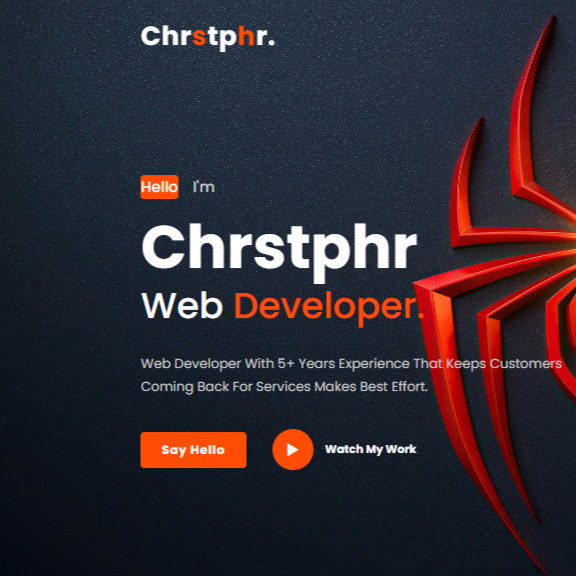 Chrstphr.
Hello I'm
Chrstphr
Web Developer.
Web Developer With 5+ Years Experience That Keeps Customers
Coming Back For Services Makes Best Effort.
Say Hello Watch My Work